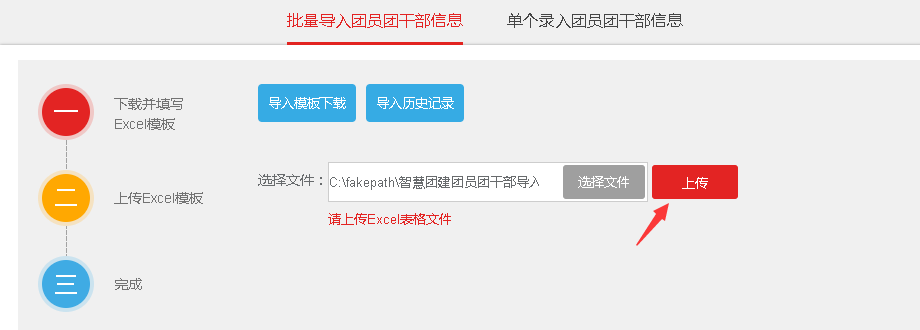 批量导入团员团干部信息
单个录入团员团干部信息
一
下载并填写
Excel模板
导入模板下载
导入历史记录
二
上传Excel模板
选择文件：
C:\fakepath\智慧团建团员团干部导入
选择文件
上传
请上传Excel表格文件
三
完成